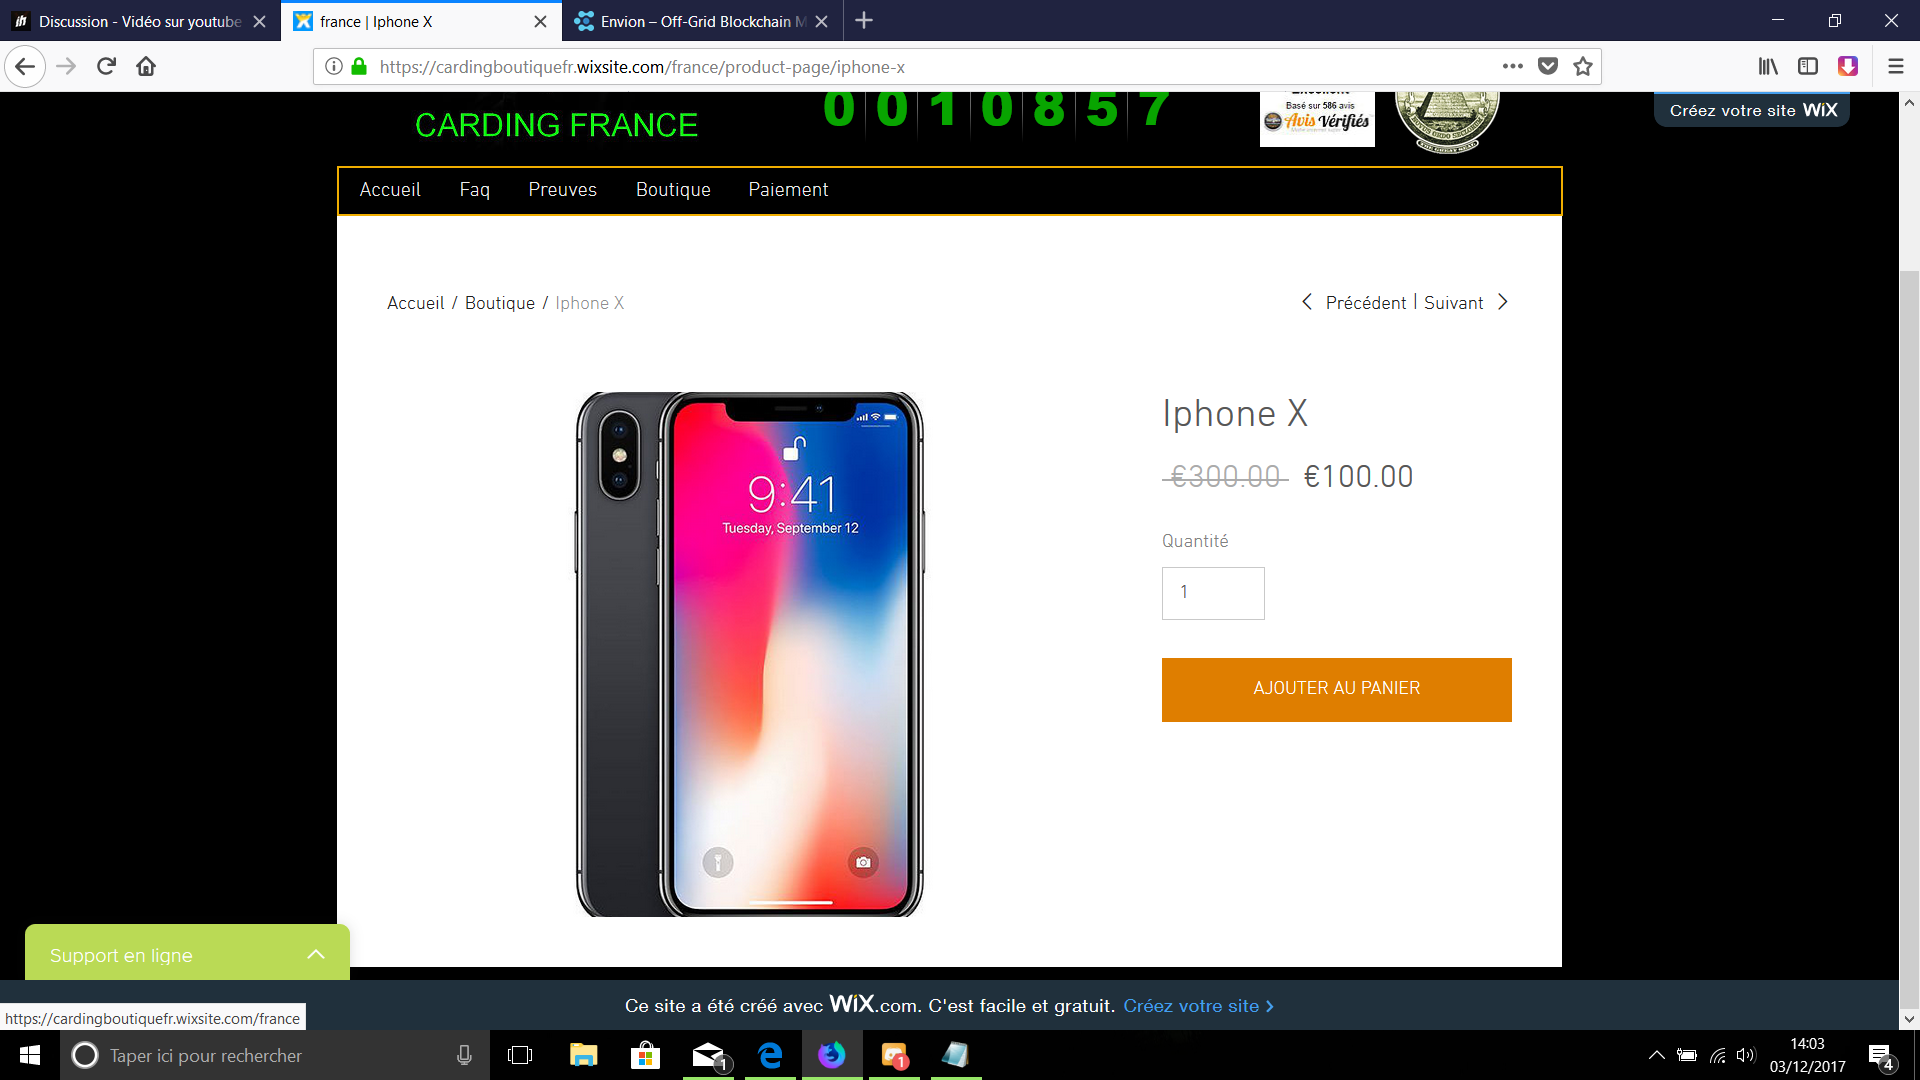 Discussion - Vidéo sur youtube
france | Iphone X
Envion – Off-Grid Blockchain M
https://cardingboutiquefr.wixsite.com/france/product-page/iphone-x
CARDING FRANCE
0 0 1 0 8 5 7
Excellent
Basé sur 586 avis
Avis Vérifiés
Créez votre site WiX
Accueil Faq Preuves Boutique Paiement
Accueil / Boutique / Iphone X
Précédent | Suivant
9:41
Tuesday, September 12
Iphone X
€300.00 €100.00
Quantité
1
AJOUTER AU PANIER
Support en ligne
Ce site a été créé avec WiX.com. C'est facile et gratuit. Créez votre site >
https://cardingboutiquefr.wixsite.com/france
Taper ici pour rechercher
1
1
14:03
03/12/2017
4